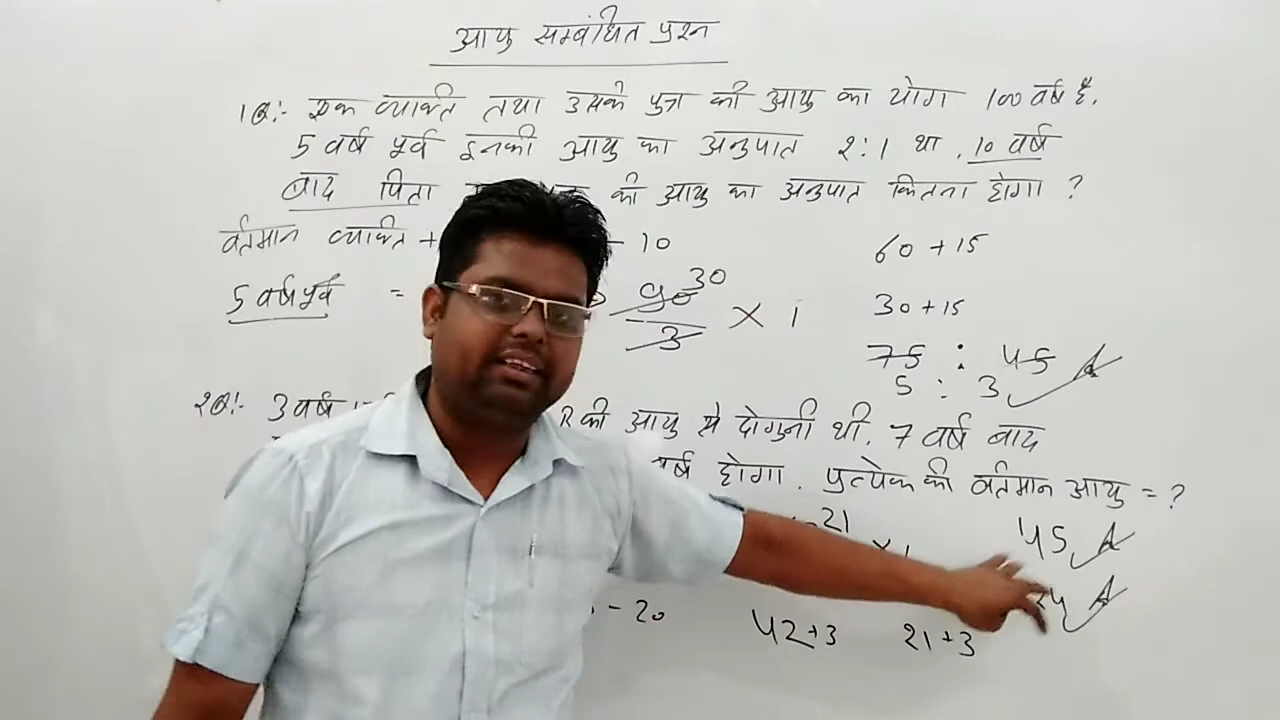 आयु सम्बंधित प्रश्न
1Q:- एक व्यक्ति तथा उसके पुत्र की आयु का योग 100 वर्ष है.
5 वर्ष पूर्व इनकी आयु का अनुपात 2:1 था . 10 वर्ष
बाद पिता की आयु का अनुपात कितना होगा ?
वर्तमान व्यक्ति + - 10 60 + 15
5 वर्ष पूर्व = 90 30 30 + 15
3 × 1
75 : 45 A
5 : 3
2Q:- 3 वर्ष R की आयु से दोगुनी थी. 7 वर्ष बाद
वर्ष होगा . प्रत्येक की वर्तमान आयु = ?
21 45 A
× 1
24 A
- 20 42+3 21+3